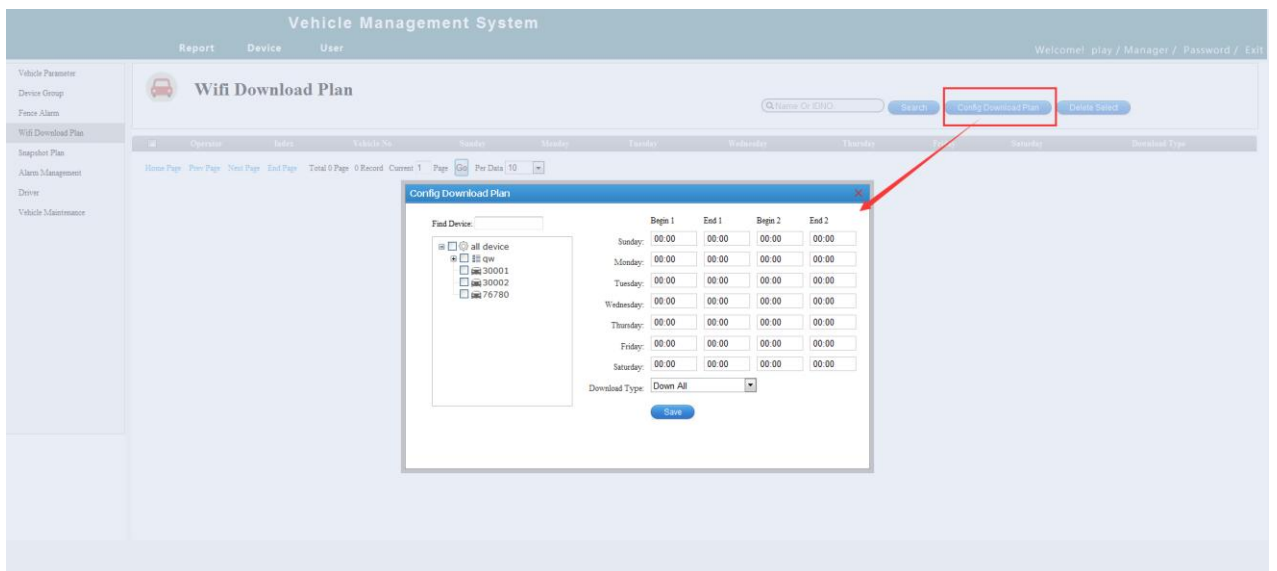 Vehicle Management System
Report Device User
Welcome! play / Manager / Password / Exit
Vehicle Parameter
Device Group
Fence Alarm
Wifi Download Plan
Snapshot Plan
Alarm Management
Driver
Vehicle Maintenance
Wifi Download Plan
Name Or IDNO. Search Config Download Plan Delete Select
Operator Index Vehicle No Sunday Monday Tuesday Wednesday Thursday Friday Saturday Download Type
Home Page Prev Page Next Page End Page Total 0 Page 0 Record Current 1 Page Go Per Data 10
Config Download Plan
Find Device:
all device
qw
30001
30002
76780
Begin 1 End 1 Begin 2 End 2
Sunday: 00:00 00:00 00:00 00:00
Monday: 00:00 00:00 00:00 00:00
Tuesday: 00:00 00:00 00:00 00:00
Wednesday: 00:00 00:00 00:00 00:00
Thursday: 00:00 00:00 00:00 00:00
Friday: 00:00 00:00 00:00 00:00
Saturday: 00:00 00:00 00:00 00:00
Download Type: Down All
Save